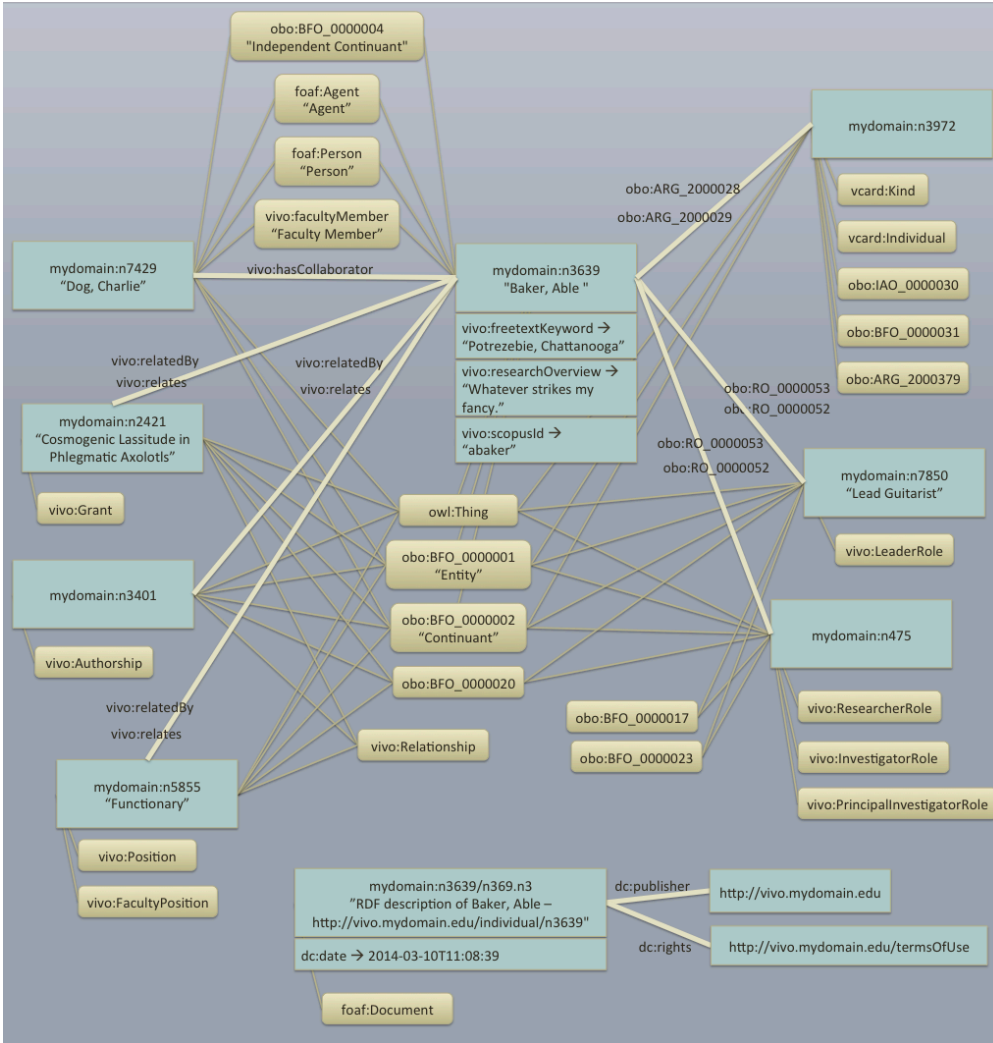 obo:BFO_0000004
"Independent Continuant"
foaf:Agent
“Agent”
foaf:Person
“Person”
vivo:facultyMember
“Faculty Member”
mydomain:n7429
“Dog, Charlie”
vivo:hasCollaborator
mydomain:n3639
"Baker, Able "
vivo:freetextKeyword →
“Potrezebie, Chattanooga”
vivo:researchOverview →
“Whatever strikes my
fancy.”
vivo:scopusId →
“abaker”
obo:ARG_2000028
obo:ARG_2000029
mydomain:n3972
vcard:Kind
vcard:Individual
obo:IAO_0000030
obo:BFO_0000031
obo:ARG_2000379
vivo:relatedBy
vivo:relates
vivo:relatedBy
vivo:relates
mydomain:n2421
“Cosmogenic Lassitude in
Phlegmatic Axolotls”
vivo:Grant
obo:RO_0000053
obo:RO_0000052
obo:RO_0000053
obo:RO_0000052
mydomain:n7850
“Lead Guitarist”
vivo:LeaderRole
owl:Thing
obo:BFO_0000001
“Entity”
obo:BFO_0000002
“Continuant”
obo:BFO_0000020
vivo:Relationship
mydomain:n3401
vivo:Authorship
mydomain:n475
vivo:ResearcherRole
vivo:InvestigatorRole
vivo:PrincipalInvestigatorRole
obo:BFO_0000017
obo:BFO_0000023
vivo:relatedBy
vivo:relates
mydomain:n5855
“Functionary”
vivo:Position
vivo:FacultyPosition
mydomain:n3639/n369.n3
"RDF description of Baker, Able –
http://vivo.mydomain.edu/individual/n3639"
dc:date → 2014-03-10T11:08:39
foaf:Document
dc:publisher
http://vivo.mydomain.edu
dc:rights
http://vivo.mydomain.edu/termsOfUse